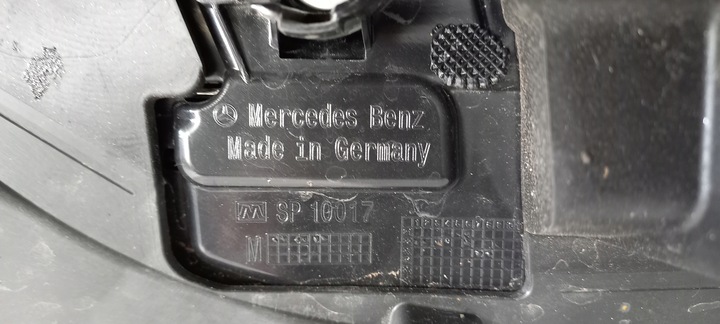 Mercedes Benz
Made in Germany
SP 10017
M